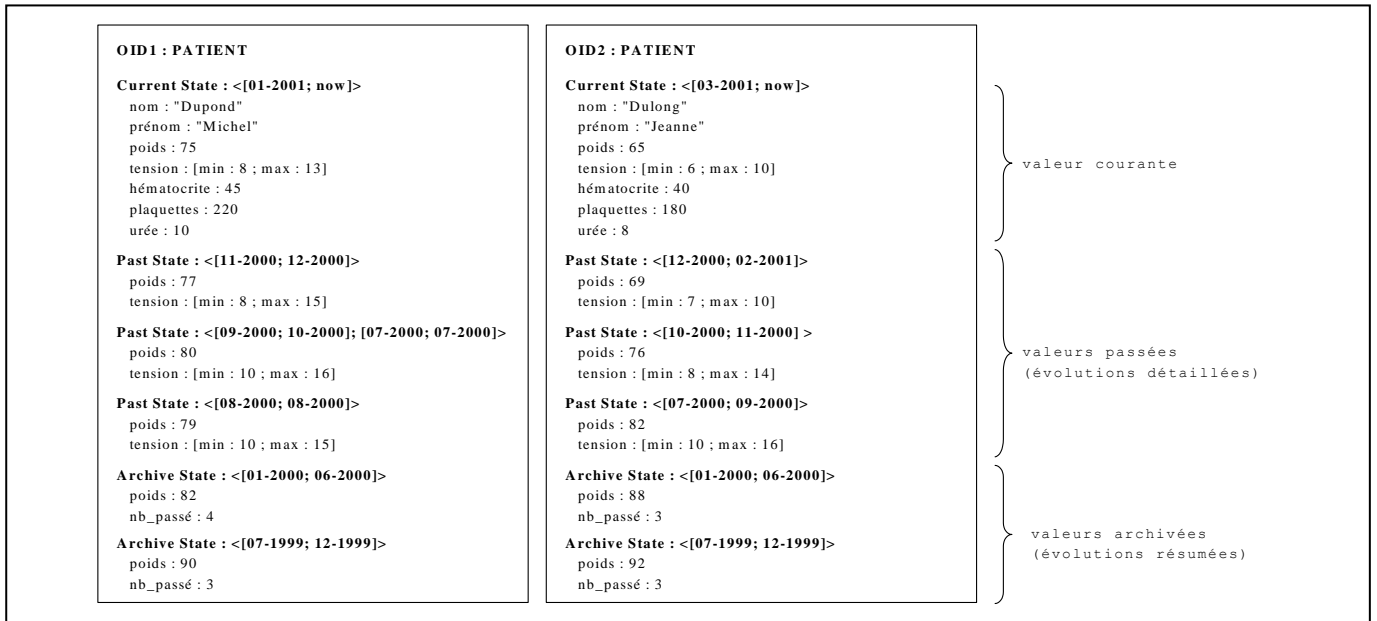 OID1 : PATIENT
Current State : <[01-2001; now]>
nom : "Dupond"
prénom : "Michel"
poids : 75
tension : [min : 8 ; max : 13]
hématocrite : 45
plaquettes : 220
urée : 10
Past State : <[11-2000; 12-2000]>
poids : 77
tension : [min : 8 ; max : 15]
Past State : <[09-2000; 10-2000]; [07-2000; 07-2000]>
poids : 80
tension : [min : 10 ; max : 16]
Past State : <[08-2000; 08-2000]>
poids : 79
tension : [min : 10 ; max : 15]
Archive State : <[01-2000; 06-2000]>
poids : 82
nb_passé : 4
Archive State : <[07-1999; 12-1999]>
poids : 90
nb_passé : 3
OID2 : PATIENT
Current State : <[03-2001; now]>
nom : "Dulong"
prénom : "Jeanne"
poids : 65
tension : [min : 6 ; max : 10]
hématocrite : 40
plaquettes : 180
urée : 8
Past State : <[12-2000; 02-2001]>
poids : 69
tension : [min : 7 ; max : 10]
Past State : <[10-2000; 11-2000] >
poids : 76
tension : [min : 8 ; max : 14]
Past State : <[07-2000; 09-2000]>
poids : 82
tension : [min : 10 ; max : 16]
Archive State : <[01-2000; 06-2000]>
poids : 88
nb_passé : 3
Archive State : <[07-1999; 12-1999]>
poids : 92
nb_passé : 3
valeur courante
valeurs passées
(évolutions détaillées)
valeurs archivées
(évolutions résumées)